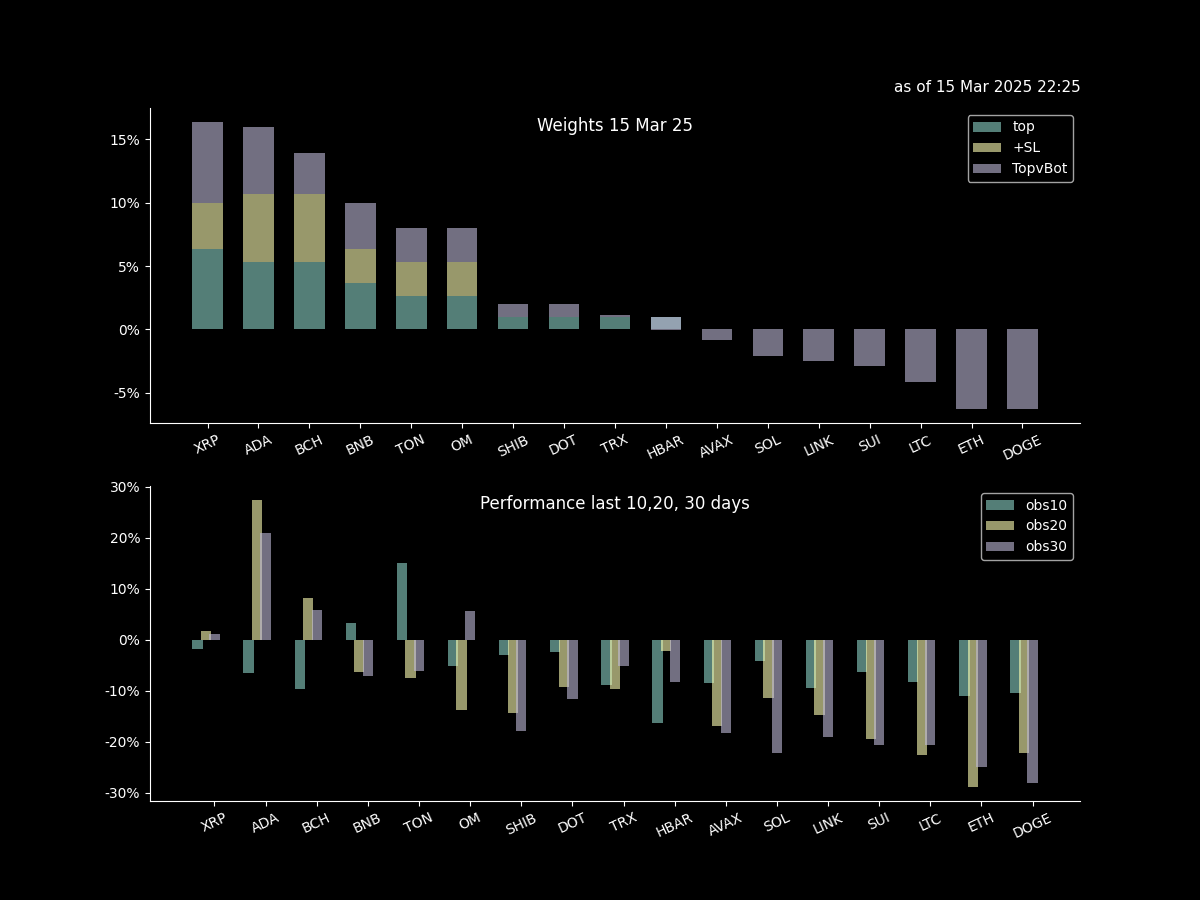 as of 15 Mar 2025 22:25
Weights 15 Mar 25
top
+SL
TopvBot
15%
10%
5%
0%
-5%
XRP ADA BCH BNB TON OM SHIB DOT TRX HBAR AVAX SOL LINK SUI LTC ETH DOGE
Performance last 10,20, 30 days
obs10
obs20
obs30
30%
20%
10%
0%
-10%
-20%
-30%
XRP ADA BCH BNB TON OM SHIB DOT TRX HBAR AVAX SOL LINK SUI LTC ETH DOGE